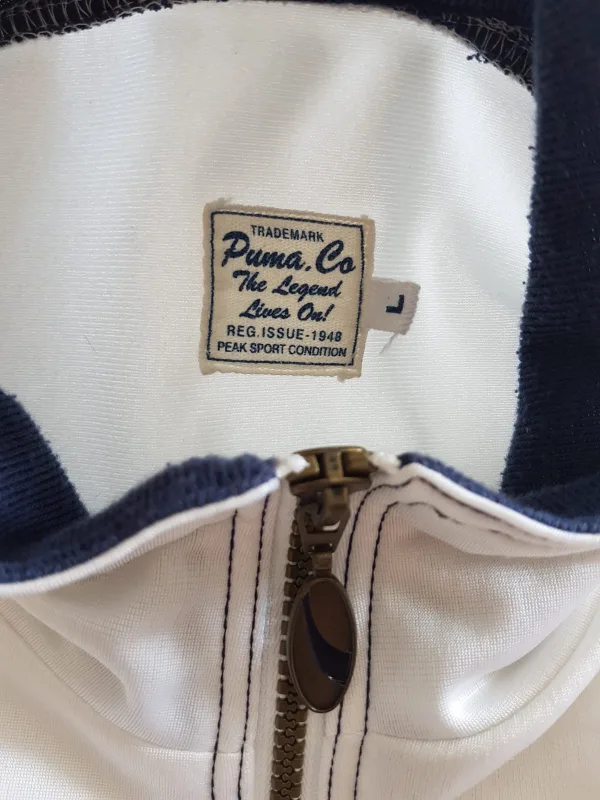 TRADEMARK
Puma.Co
The Legend
Lives On!
REG.ISSUE-1948
PEAK SPORT CONDITION
L